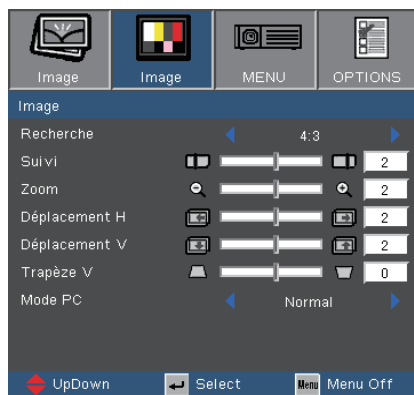 Image Image MENU OPTIONS
Image
Recherche 4:3
Suivi 2
Zoom 2
Déplacement H 2
Déplacement V 2
Trapèze V 0
Mode PC Normal
UpDown Select Menu Menu Off